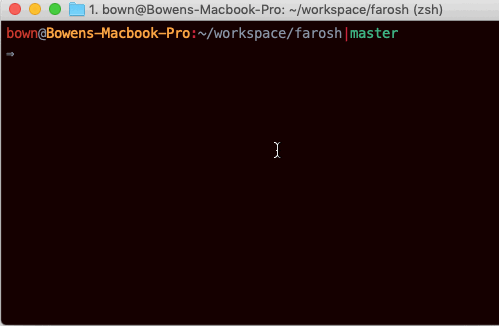 1. bown@Bowens-Macbook-Pro: ~/workspace/farosh (zsh)
bown@Bowens-Macbook-Pro:~/workspace/farosh|master
⇒